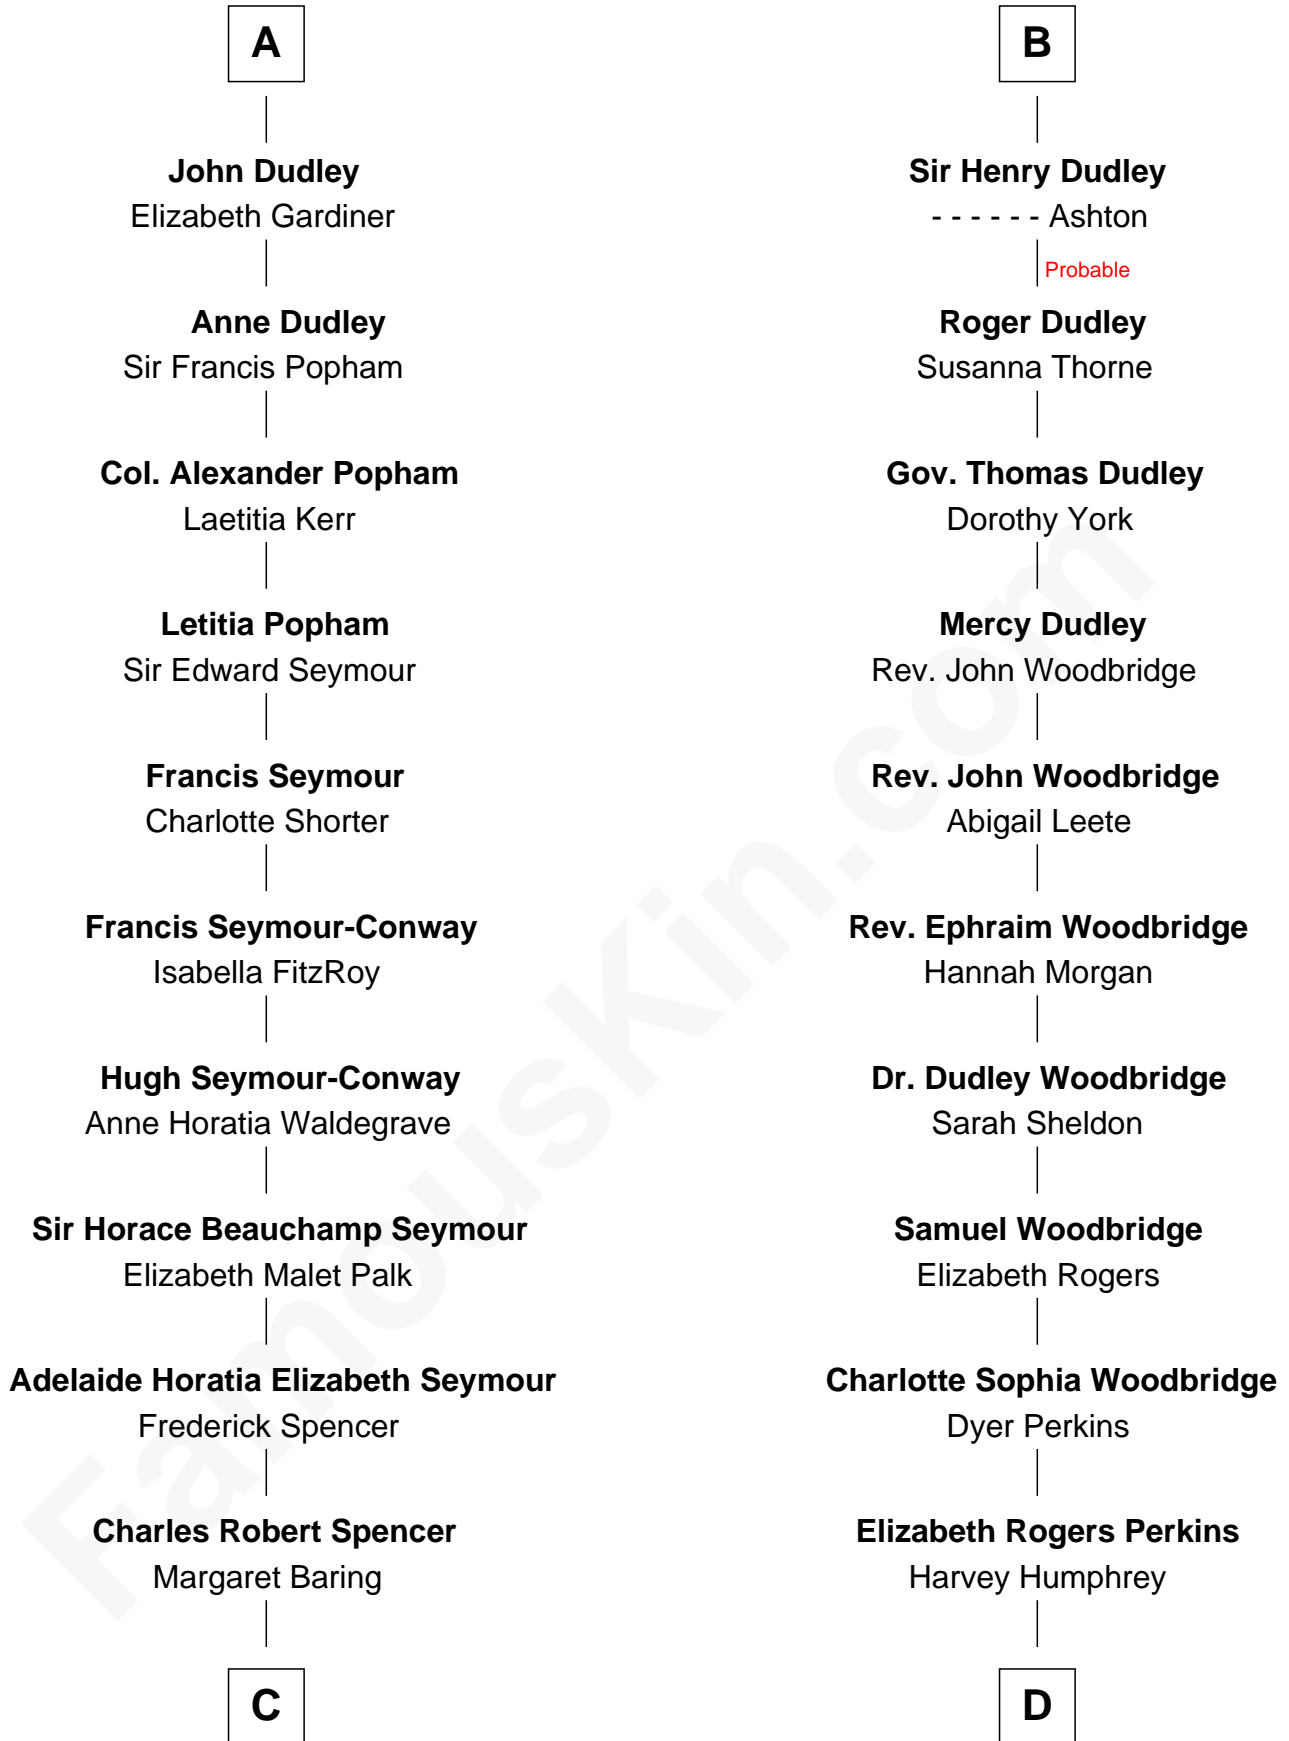 A
John Dudley
Elizabeth Gardiner
Anne Dudley
Sir Francis Popham
Col. Alexander Popham
Laetitia Kerr
Letitia Popham
Sir Edward Seymour
Francis Seymour
Charlotte Shorter
Francis Seymour-Conway
Isabella FitzRoy
Hugh Seymour-Conway
Anne Horatia Waldegrave
Sir Horace Beauchamp Seymour
Elizabeth Malet Palk
Adelaide Horatia Elizabeth Seymour
Frederick Spencer
Charles Robert Spencer
Margaret Baring
C
B
Sir Henry Dudley
- - - - - - Ashton
Probable
Roger Dudley
Susanna Thorne
Gov. Thomas Dudley
Dorothy York
Mercy Dudley
Rev. John Woodbridge
Rev. John Woodbridge
Abigail Leete
Rev. Ephraim Woodbridge
Hannah Morgan
Dr. Dudley Woodbridge
Sarah Sheldon
Samuel Woodbridge
Elizabeth Rogers
Charlotte Sophia Woodbridge
Dyer Perkins
Elizabeth Rogers Perkins
Harvey Humphrey
D
FamousKin.com